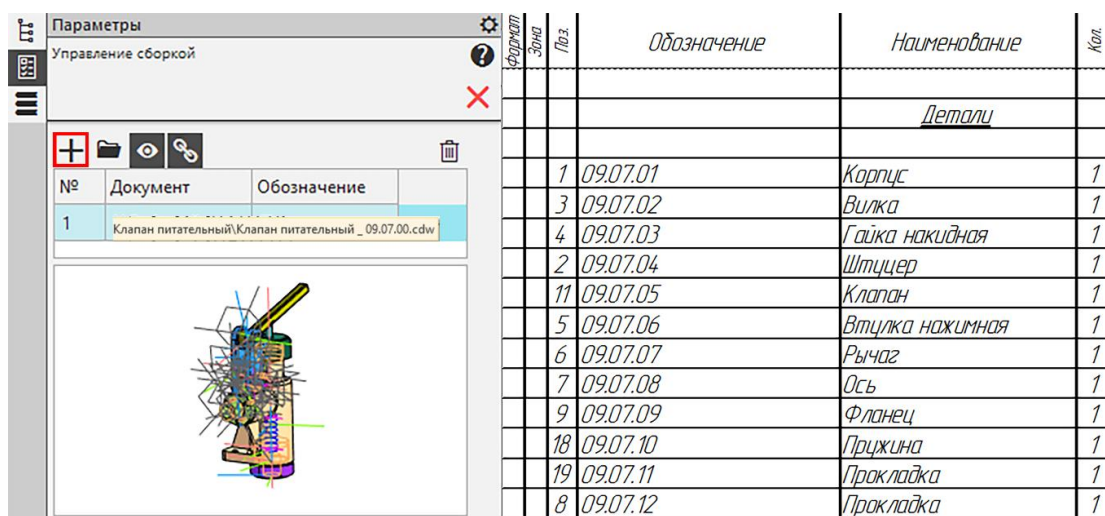 Параметры
Управление сборкой
№ Документ Обозначение
1
Клапан питательный\Клапан питательный _ 09.07.00.cdw
Формат Зона Поз. Обозначение Наименование Кол.
Детали
1 09.07.01 Корпус 1
3 09.07.02 Вилка 1
4 09.07.03 Гайка накидная 1
2 09.07.04 Штуцер 1
11 09.07.05 Клапан 1
5 09.07.06 Втулка нажимная 1
6 09.07.07 Рычаг 1
7 09.07.08 Ось 1
9 09.07.09 Фланец 1
18 09.07.10 Пружина 1
19 09.07.11 Прокладка 1
8 09.07.12 Прокладка 1